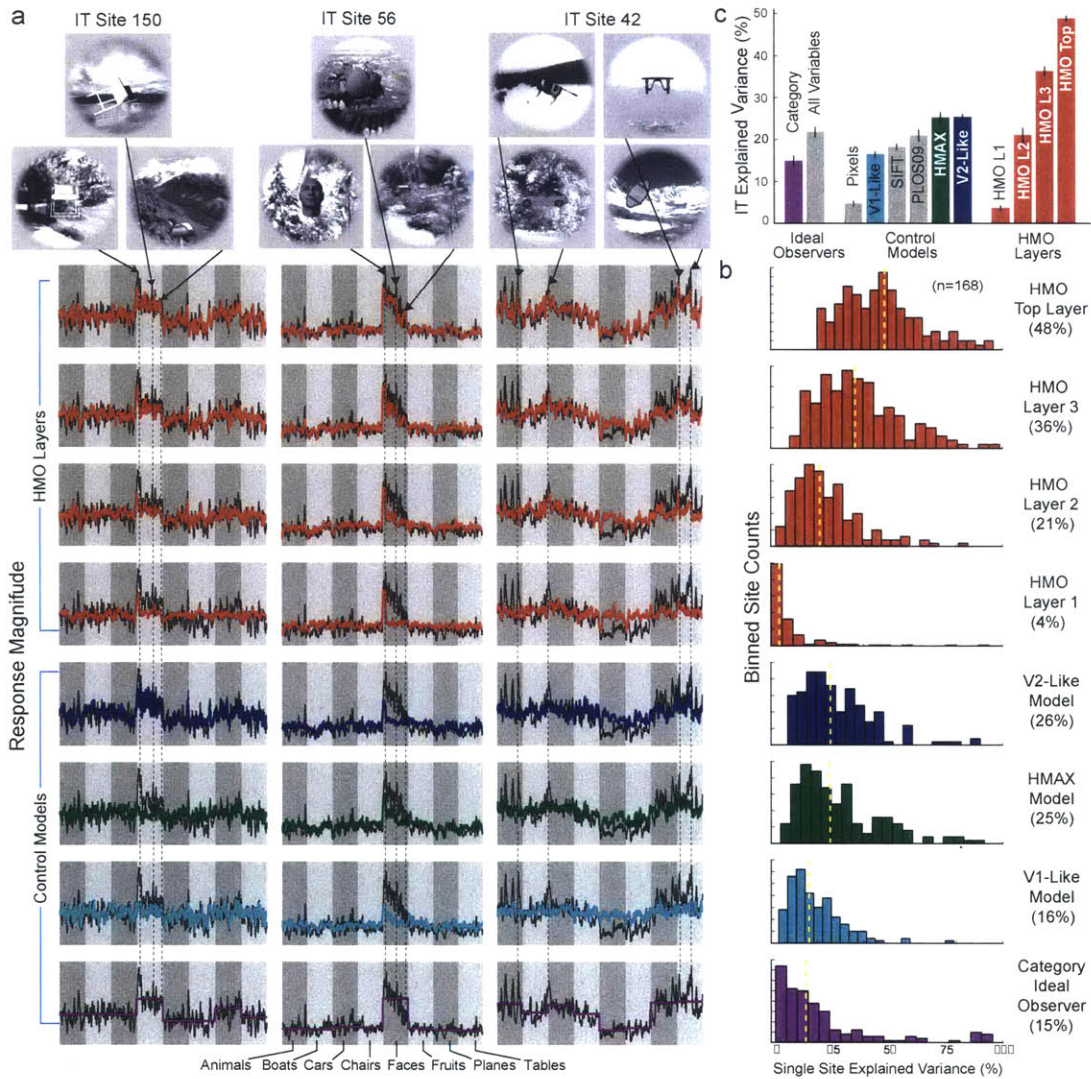 a
IT Site 150
IT Site 56
IT Site 42
HMO Layers
Control Models
Response Magnitude
Animals Boats Cars Chairs Faces Fruits Planes Tables
c
IT Explained Variance (%)
50
40
30
20
10
0
Category
All Variables
Pixels
V1-Like
SIFT
PLOS09
HMAX
V2-Like
HMO L1
HMO L2
HMO L3
HMO Top
Ideal
Observers
Control
Models
HMO
Layers
b
(n=168)
Binned Site Counts
HMO
Top Layer
(48%)
HMO
Layer 3
(36%)
HMO
Layer 2
(21%)
HMO
Layer 1
(4%)
V2-Like
Model
(26%)
HMAX
Model
(25%)
V1-Like
Model
(16%)
Category
Ideal
Observer
(15%)
75
Single Site Explained Variance (%)